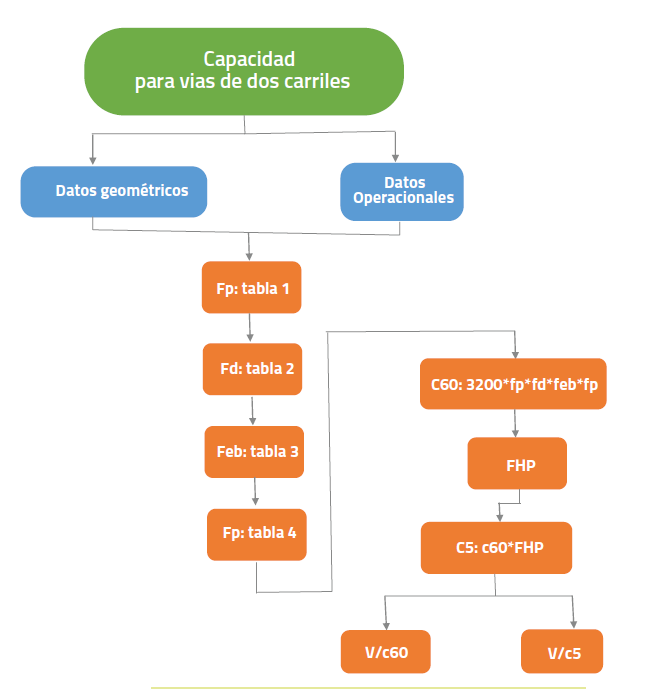 Capacidad
para vias de dos carriles
Datos geométricos
Datos
Operacionales
Fp: tabla 1
Fd: tabla 2
Feb: tabla 3
Fp: tabla 4
C60: 3200*fp*fd*feb*fp
FHP
C5: c60*FHP
V/c60
V/c5